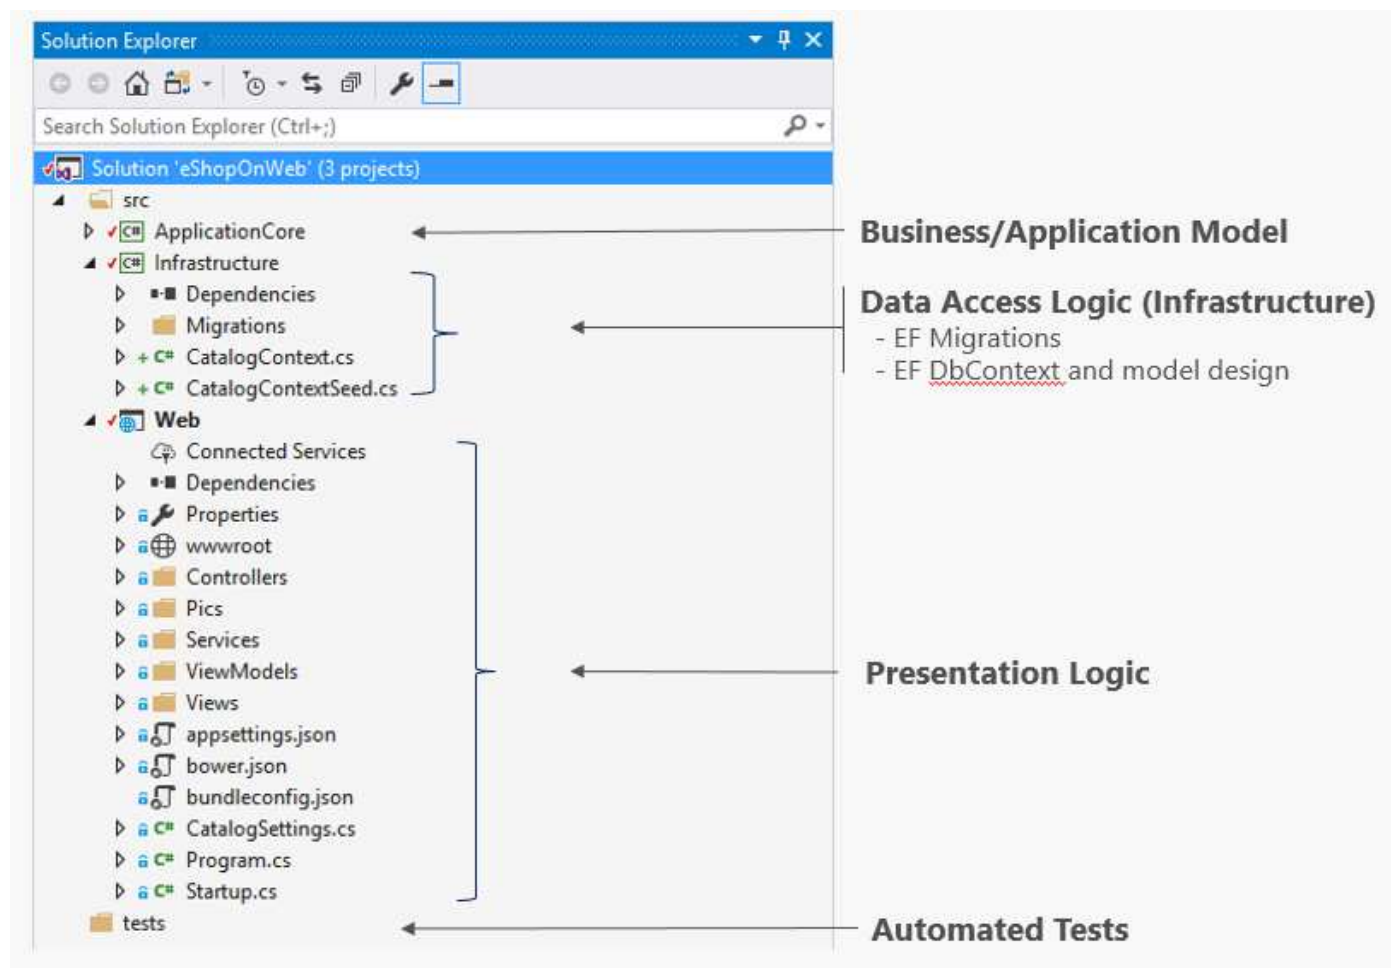 Solution Explorer
Search Solution Explorer (Ctrl+;)
Solution 'eShopOnWeb' (3 projects)
src
C# ApplicationCore
Business/Application Model
C# Infrastructure
Dependencies
Data Access Logic (Infrastructure)
Migrations
- EF Migrations
C# CatalogContext.cs
- EF DbContext and model design
C# CatalogContextSeed.cs
Web
Connected Services
Dependencies
Properties
wwwroot
Controllers
Pics
Services
ViewModels
Presentation Logic
Views
appsettings.json
bower.json
bundleconfig.json
C# CatalogSettings.cs
C# Program.cs
C# Startup.cs
tests
Automated Tests